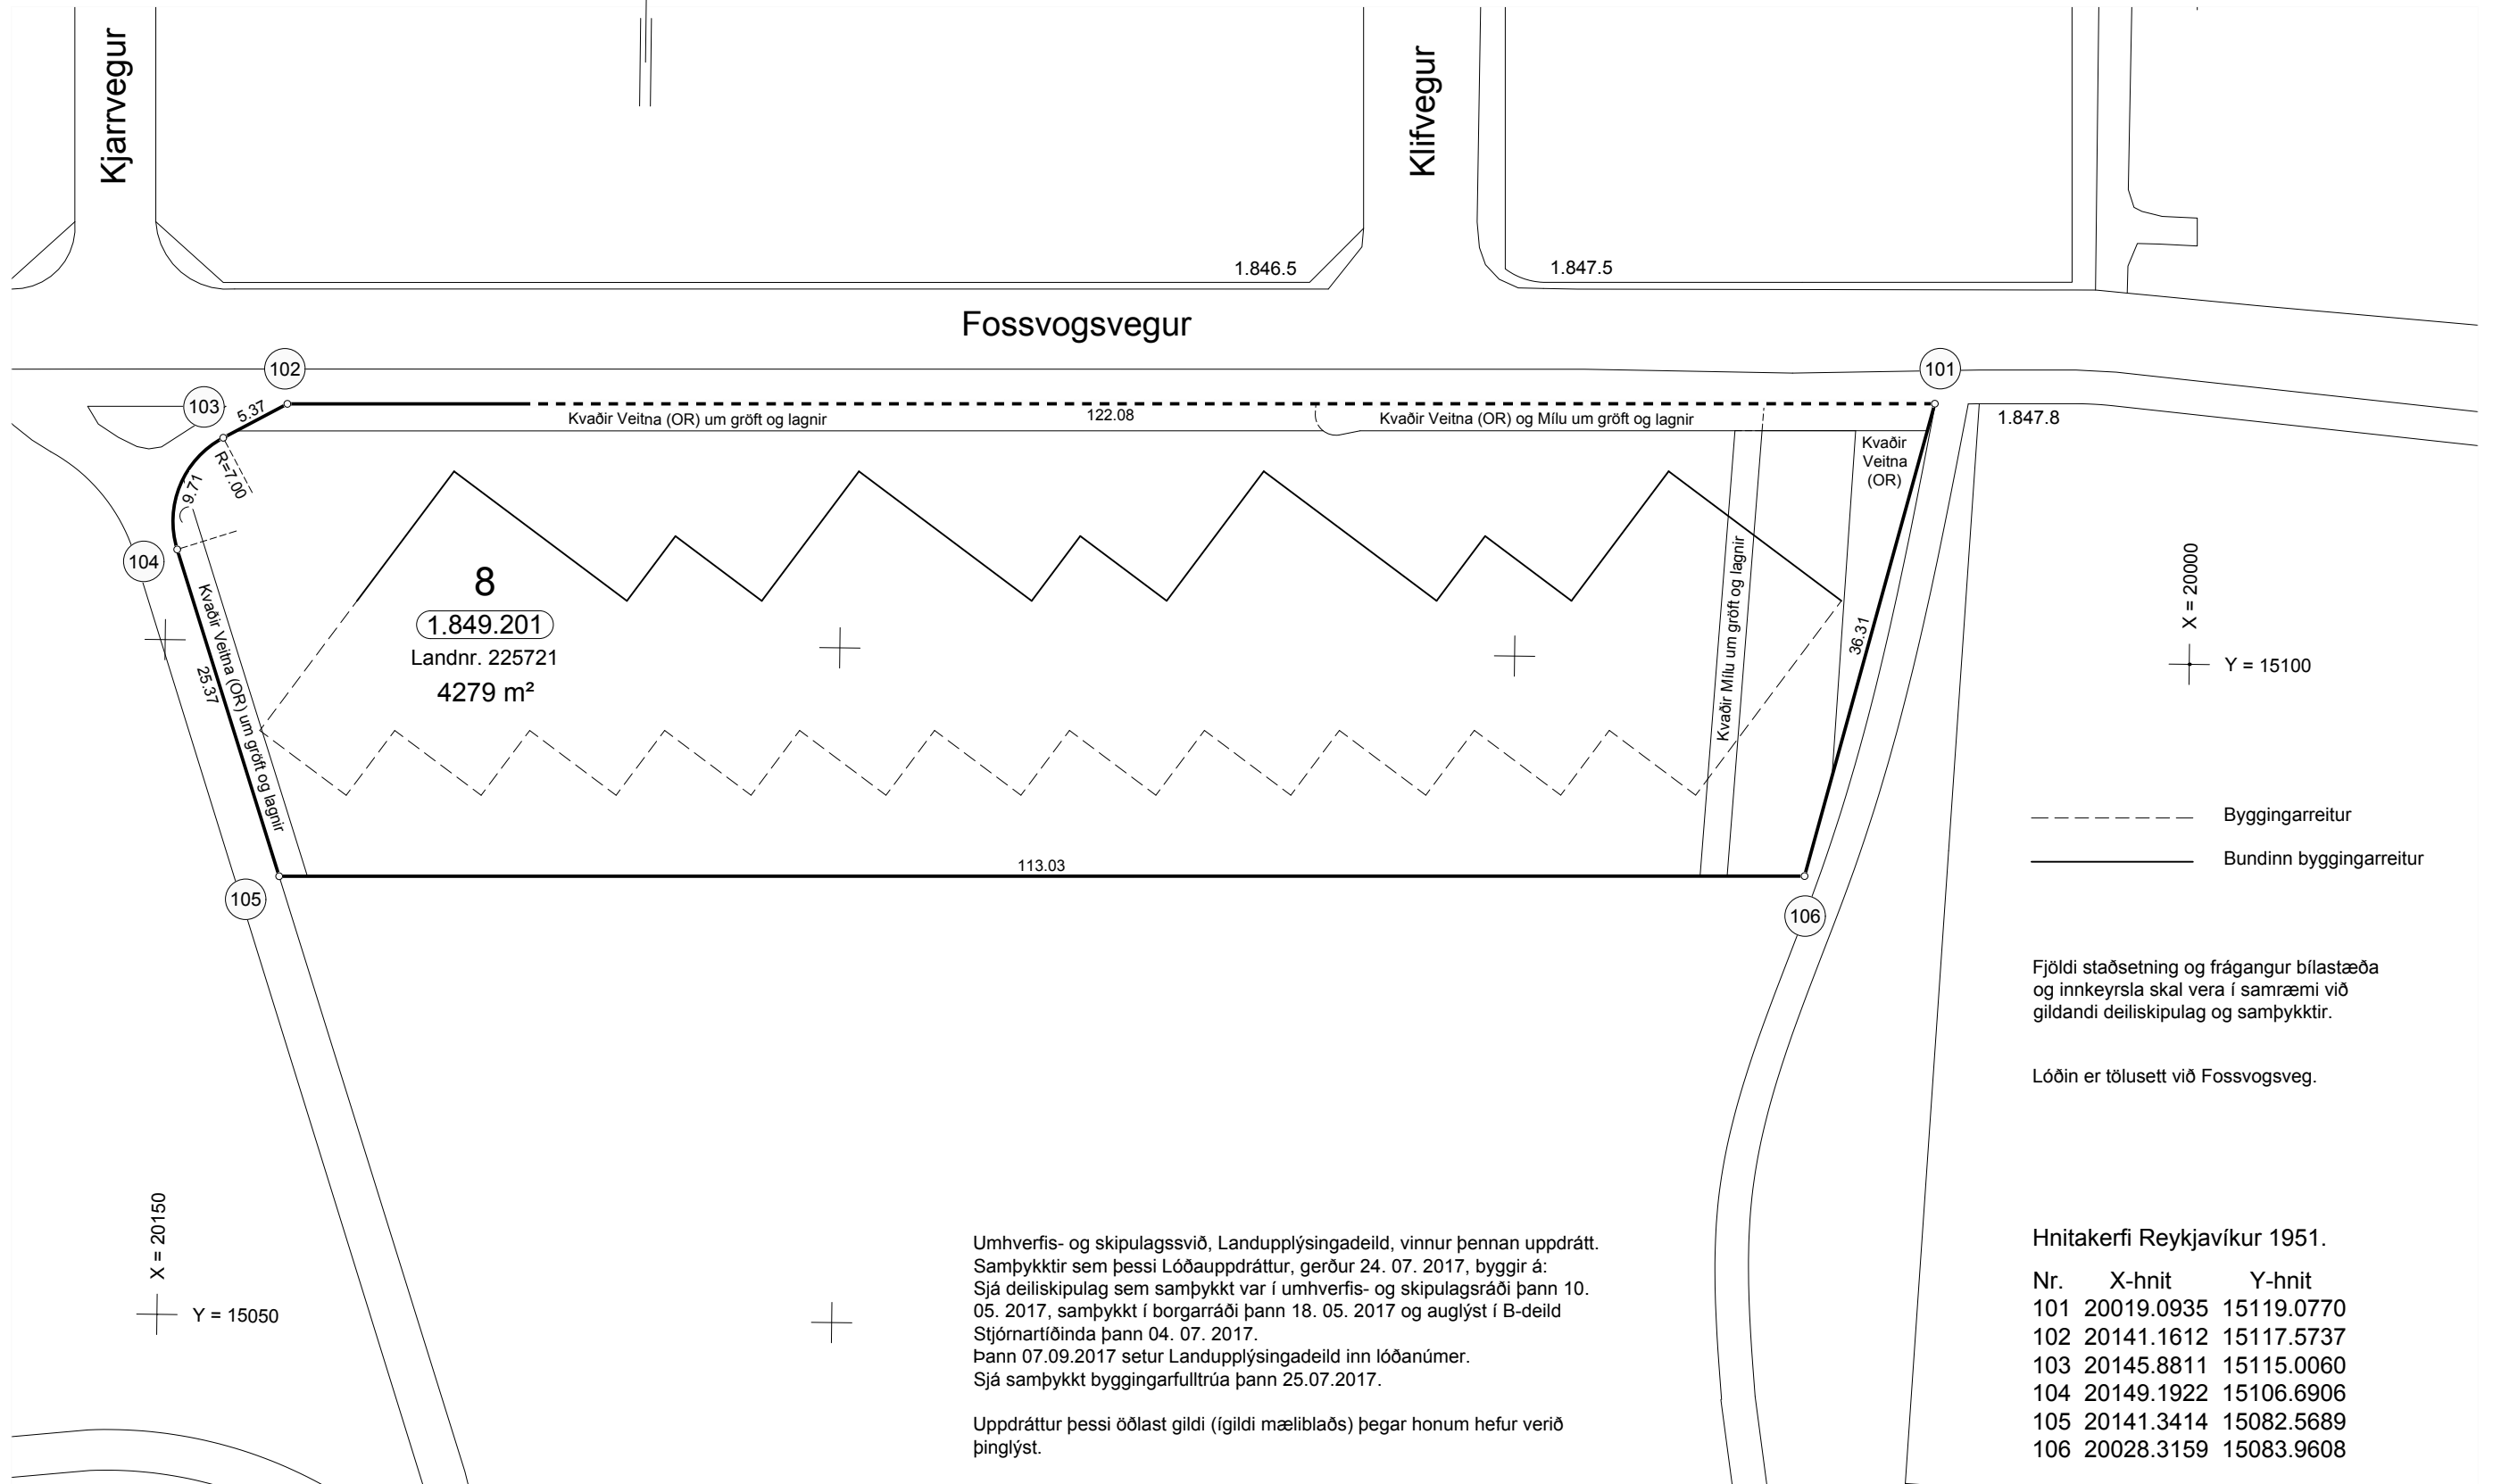 Kjarrvegur
Klifvegur
1.846.5
1.847.5
Fossvogsvegur
102
101
103
5.37
Kvaðir Veitna (OR) um gröft og lagnir
122.08
Kvaðir Veitna (OR) og Mílu um gröft og lagnir
1.847.8
Kvaðir
Veitna
(OR)
R=7.00
9.71
104
8
1.849.201
Landnr. 225721
4279 m²
Kvaðir Veitna (OR) um gröft og lagnir
25.37
Kvaðir Mílu um gröft og lagnir
36.31
X = 20000
Y = 15100
Byggingarreitur
Bundinn byggingarreitur
113.03
105
106
Fjöldi staðsetning og frágangur bílastæða
og innkeyrsla skal vera í samræmi við
gildandi deiliskipulag og samþykktir.
Lóðin er tölusett við Fossvogsveg.
X = 20150
Y = 15050
Umhverfis- og skipulagssvið, Landupplýsingadeild, vinnur þennan uppdrátt.
Samþykktir sem þessi Lóðauppdráttur, gerður 24. 07. 2017, byggir á:
Sjá deiliskipulag sem samþykkt var í umhverfis- og skipulagsráði þann 10.
05. 2017, samþykkt í borgarráði þann 18. 05. 2017 og auglýst í B-deild
Stjórnartíðinda þann 04. 07. 2017.
Þann 07.09.2017 setur Landupplýsingadeild inn lóðanúmer.
Sjá samþykkt byggingarfulltrúa þann 25.07.2017.
Uppdráttur þessi öðlast gildi (ígildi mæliblaðs) þegar honum hefur verið
þinglýst.
Hnitakerfi Reykjavíkur 1951.
Nr. X-hnit Y-hnit
101 20019.0935 15119.0770
102 20141.1612 15117.5737
103 20145.8811 15115.0060
104 20149.1922 15106.6906
105 20141.3414 15082.5689
106 20028.3159 15083.9608